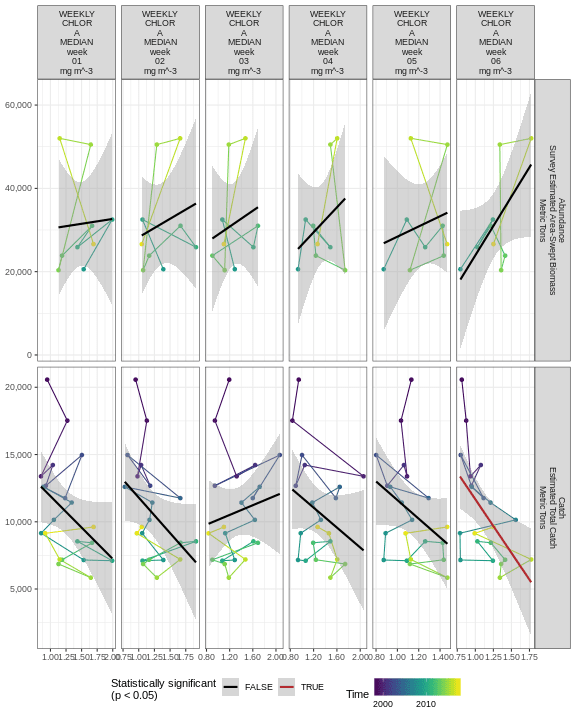 WEEKLY
CHLOR
A
MEDIAN
week
01
mg m^-3
WEEKLY
CHLOR
A
MEDIAN
week
02
mg m^-3
WEEKLY
CHLOR
A
MEDIAN
week
03
mg m^-3
WEEKLY
CHLOR
A
MEDIAN
week
04
mg m^-3
WEEKLY
CHLOR
A
MEDIAN
week
05
mg m^-3
WEEKLY
CHLOR
A
MEDIAN
week
06
mg m^-3
60,000
40,000
20,000
0
Abundance
Survey Estimated Area-Swept Biomass
Metric Tons
20,000
15,000
10,000
5,000
Catch
Estimated Total Catch
Metric Tons
1.00 1.25 1.50 1.75 2.00
0.75 1.00 1.25 1.50 1.75
0.80 1.20 1.60 2.00
0.80 1.20 1.60 2.00
0.80 1.00 1.20 1.40
0.75 1.00 1.25 1.50 1.75
Statistically significant
(p < 0.05)
FALSE
TRUE
Time
2000 2010